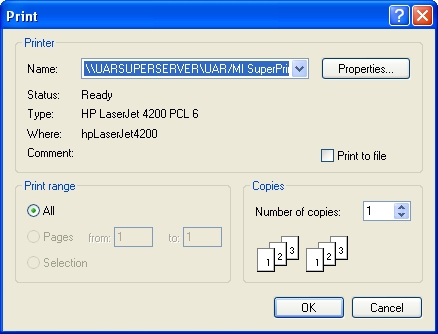 Print
Printer
Name: \\UARSUPERSERVER\UAR/MI SuperPri Properties...
Status: Ready
Type: HP LaserJet 4200 PCL 6
Where: hpLaserJet4200
Comment: Print to file
Print range
All
Pages from: 1 to: 1
Selection
Copies
Number of copies: 1
1 2 3 1 2 3
OK Cancel